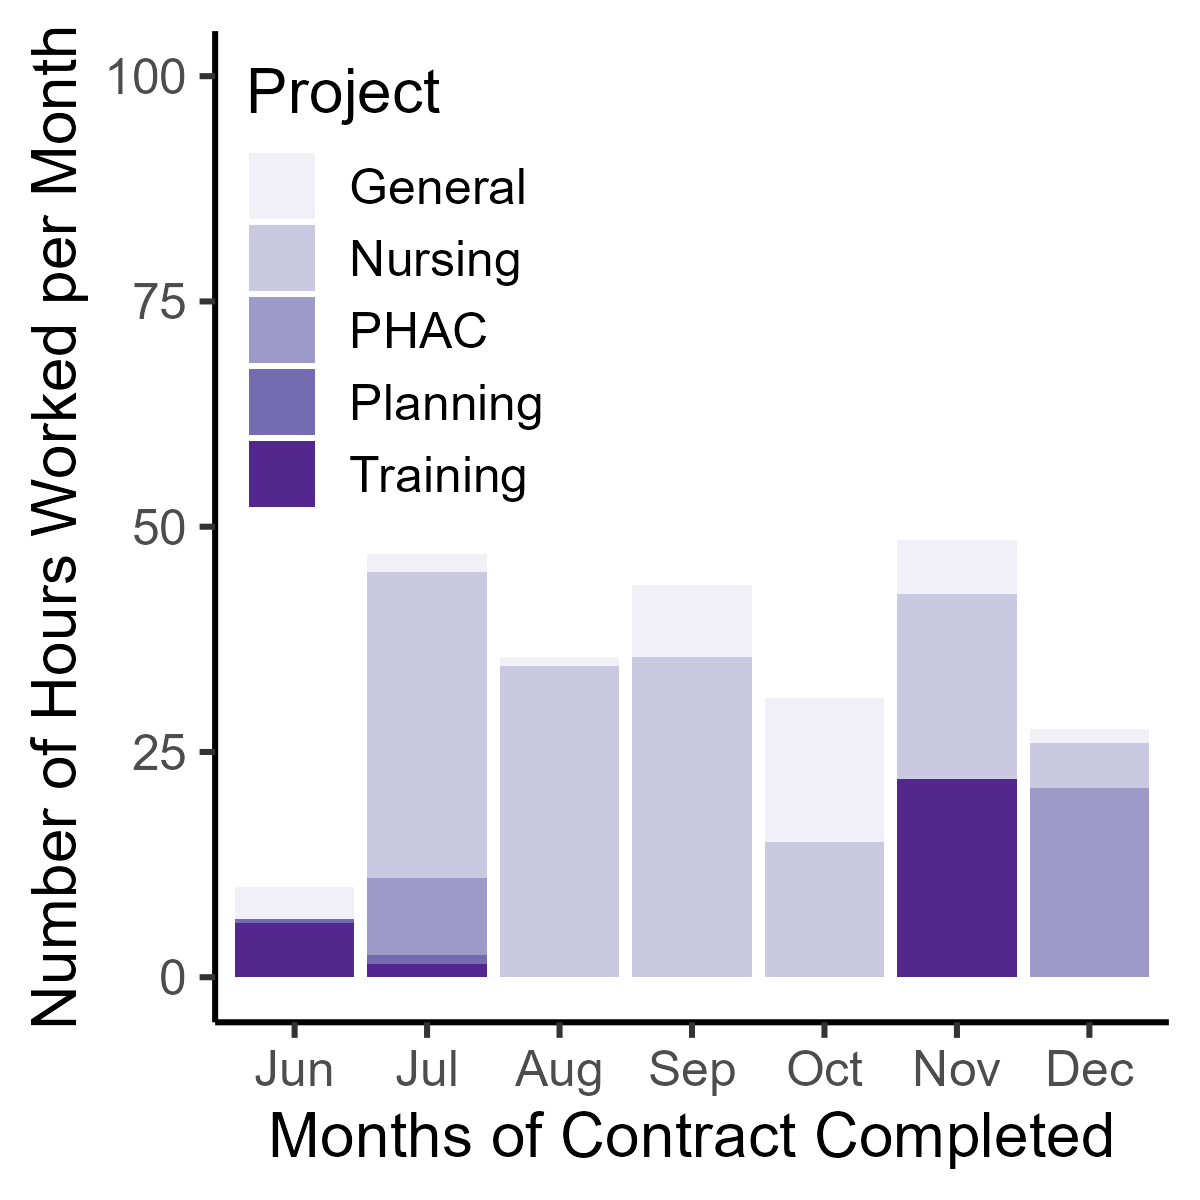 Number of Hours Worked per Month
100
75
50
25
0
Project
General
Nursing
PHAC
Planning
Training
Jun Jul Aug Sep Oct Nov Dec
Months of Contract Completed